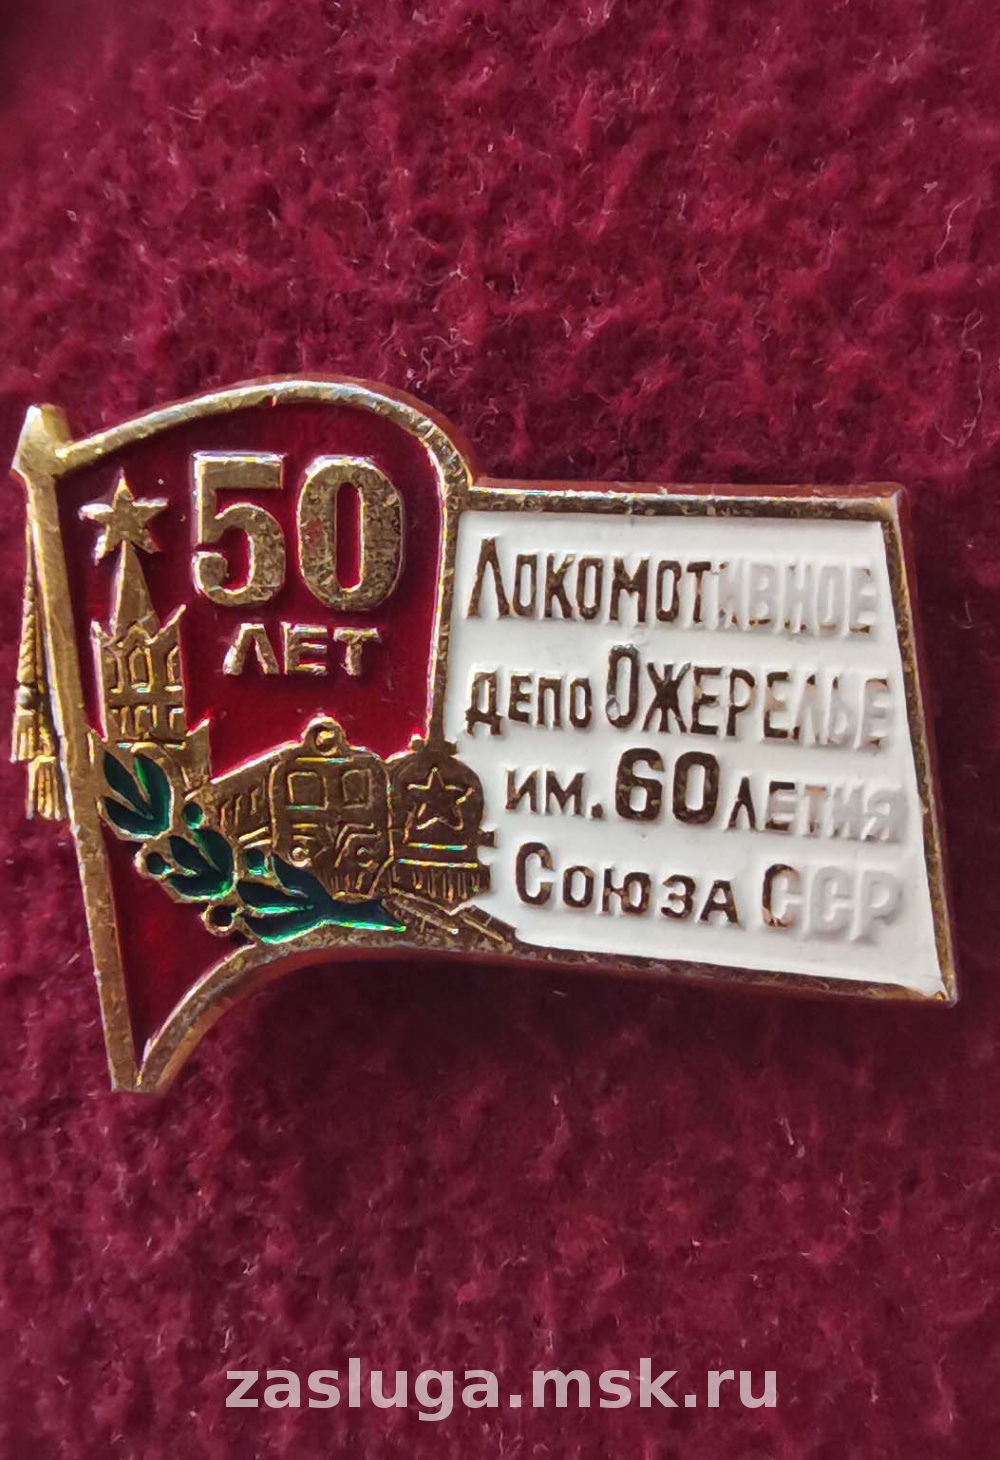 50
ЛЕТ
ЛОКОМОТИВНОЕ
ДЕПО ОЖЕРЕЛЬЕ
ИМ. 60 ЛЕТИЯ
СОЮЗА ССР
zasluga.msk.ru